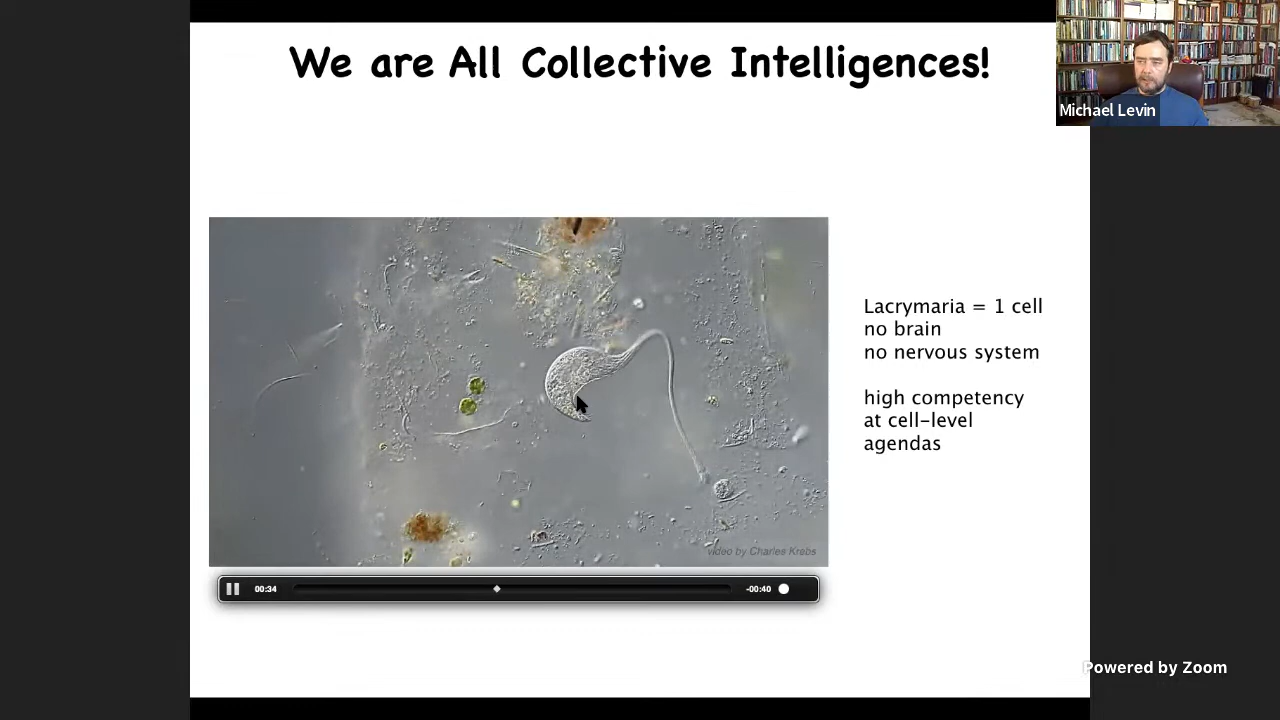 We are All Collective Intelligences!
Michael Levin
Lacrymaria = 1 cell
no brain
no nervous system
high competency
at cell-level
agendas
video by Charles Krebs
00:34
-00:40
Powered by Zoom